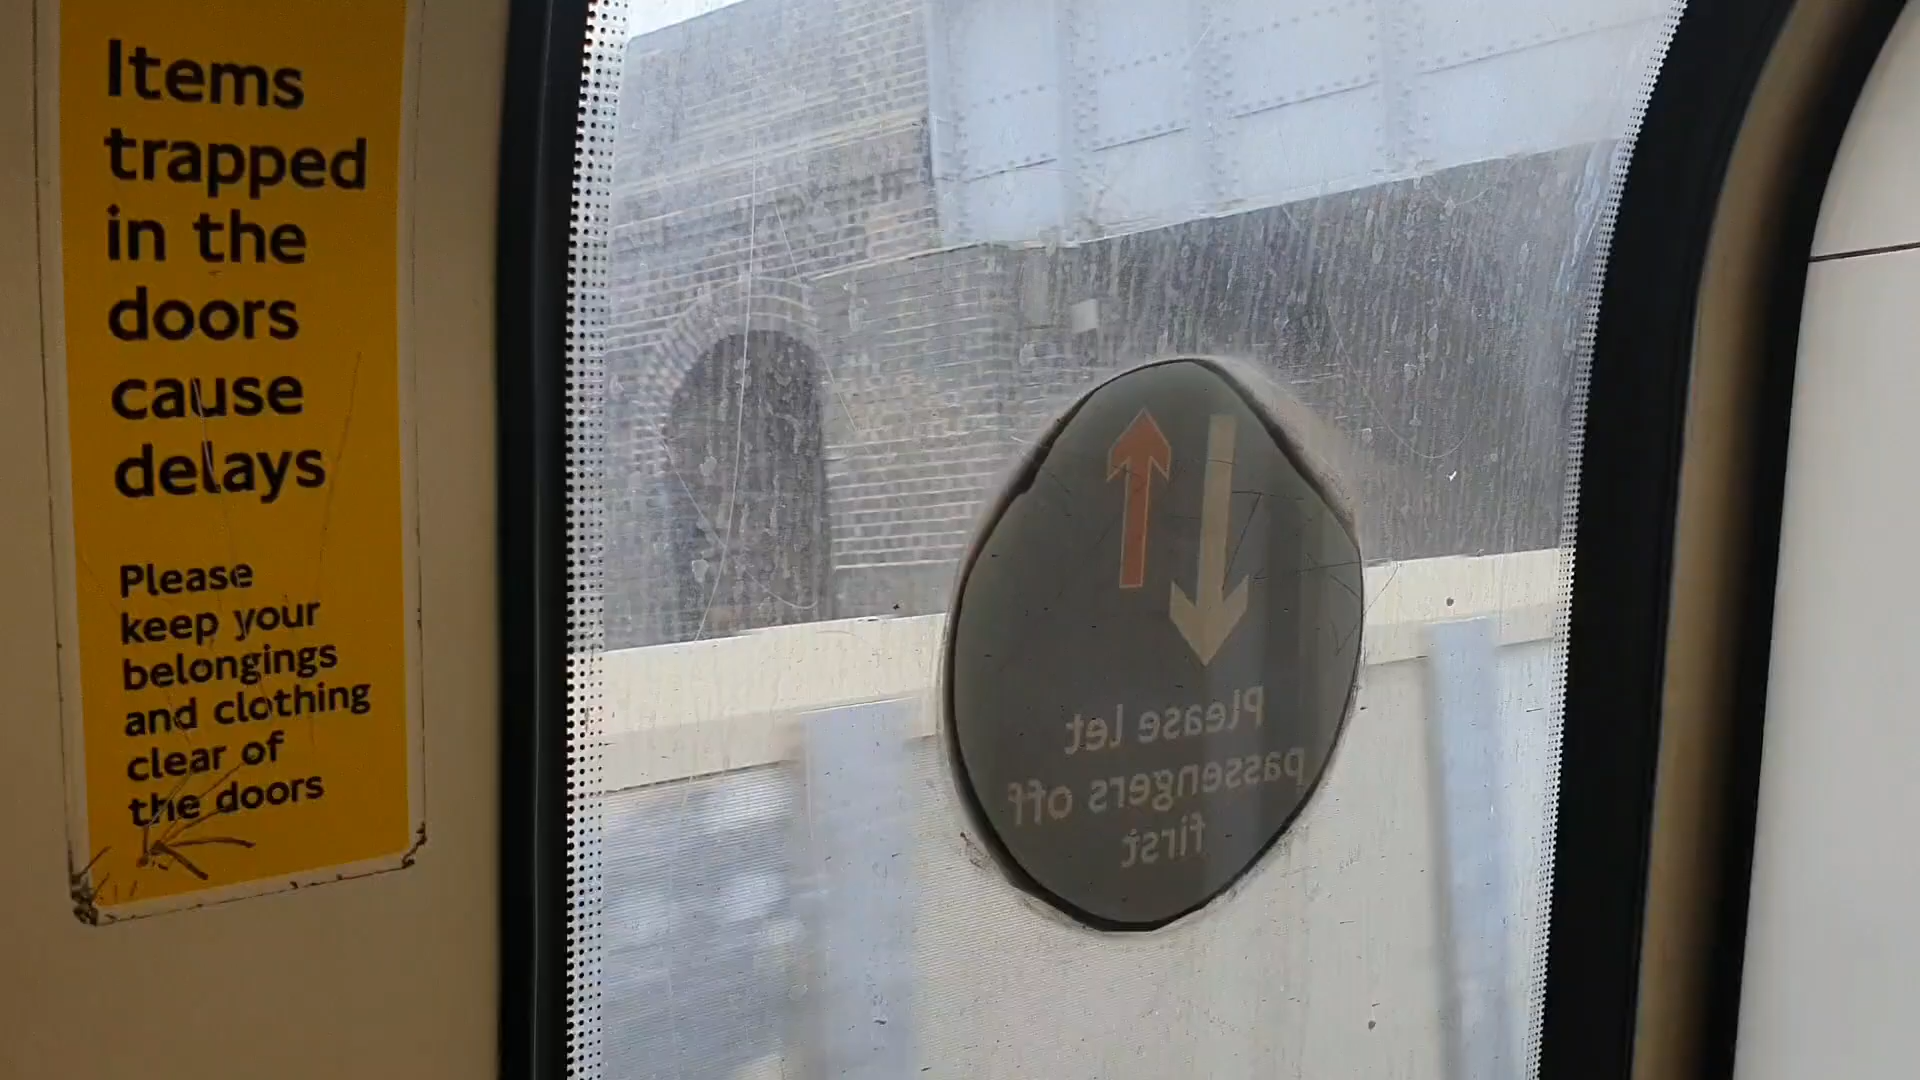 Items
trapped
in the
doors
cause
delays
Please
keep your
belongings
and clothing
clear of
the doors
Please let
passengers off
first